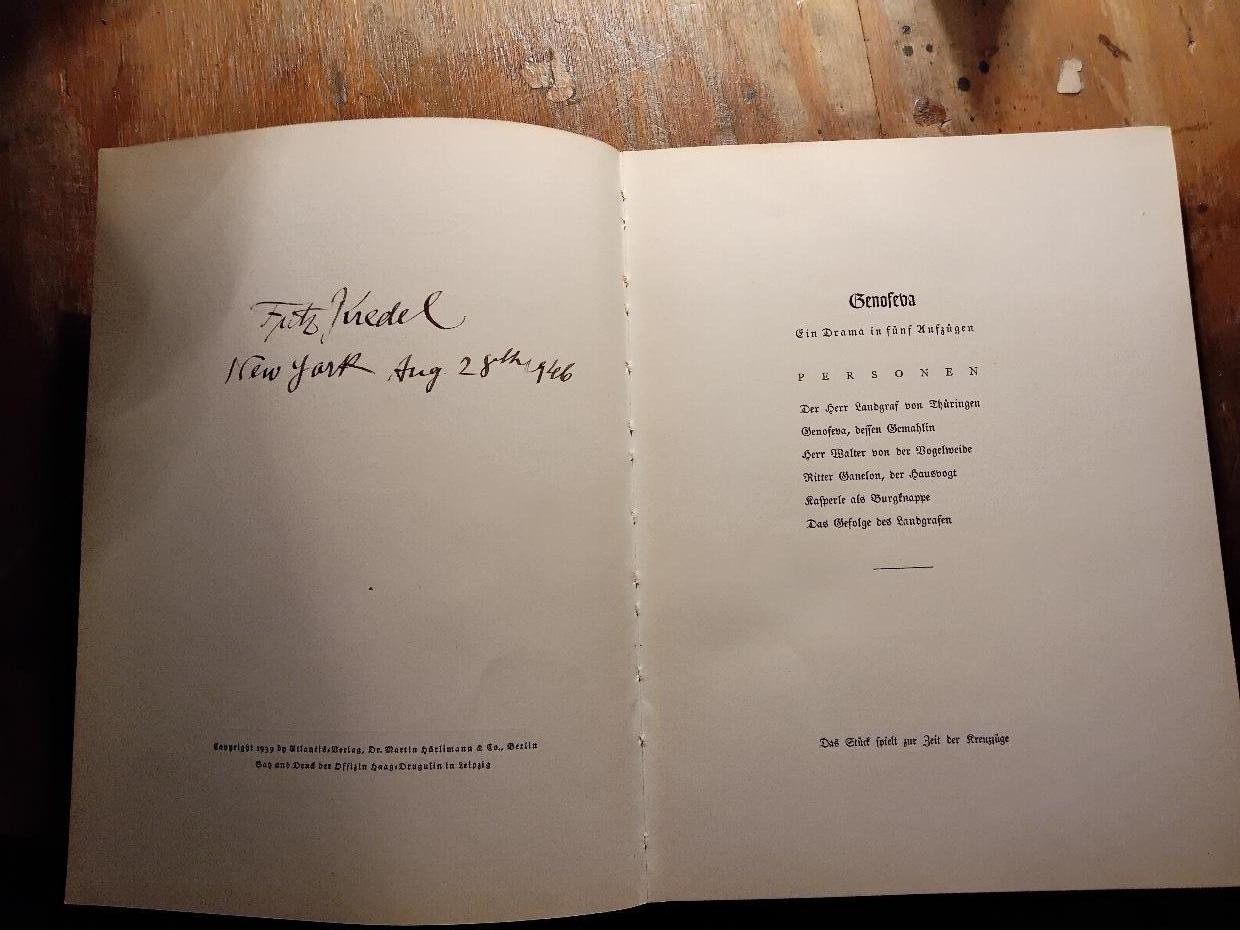 Fritz Kredel
New York Aug 28th 1946
Copyright 1939 by Atlantis-Verlag, Dr. Martin Hürlimann & Co., Berlin
Satz und Druck der Offizin Haag-Drugulin in Leipzig
Genoseva
Ein Drama in fünf Aufzügen
PERSONEN
Der Herr Landgraf von Thüringen
Genoseva, dessen Gemahlin
Herr Walter von der Vogelweide
Ritter Ganelon, der Hausvogt
Kasperle als Burgknappe
Das Gefolge des Landgrafen
Das Stück spielt zur Zeit der Kreuzzüge